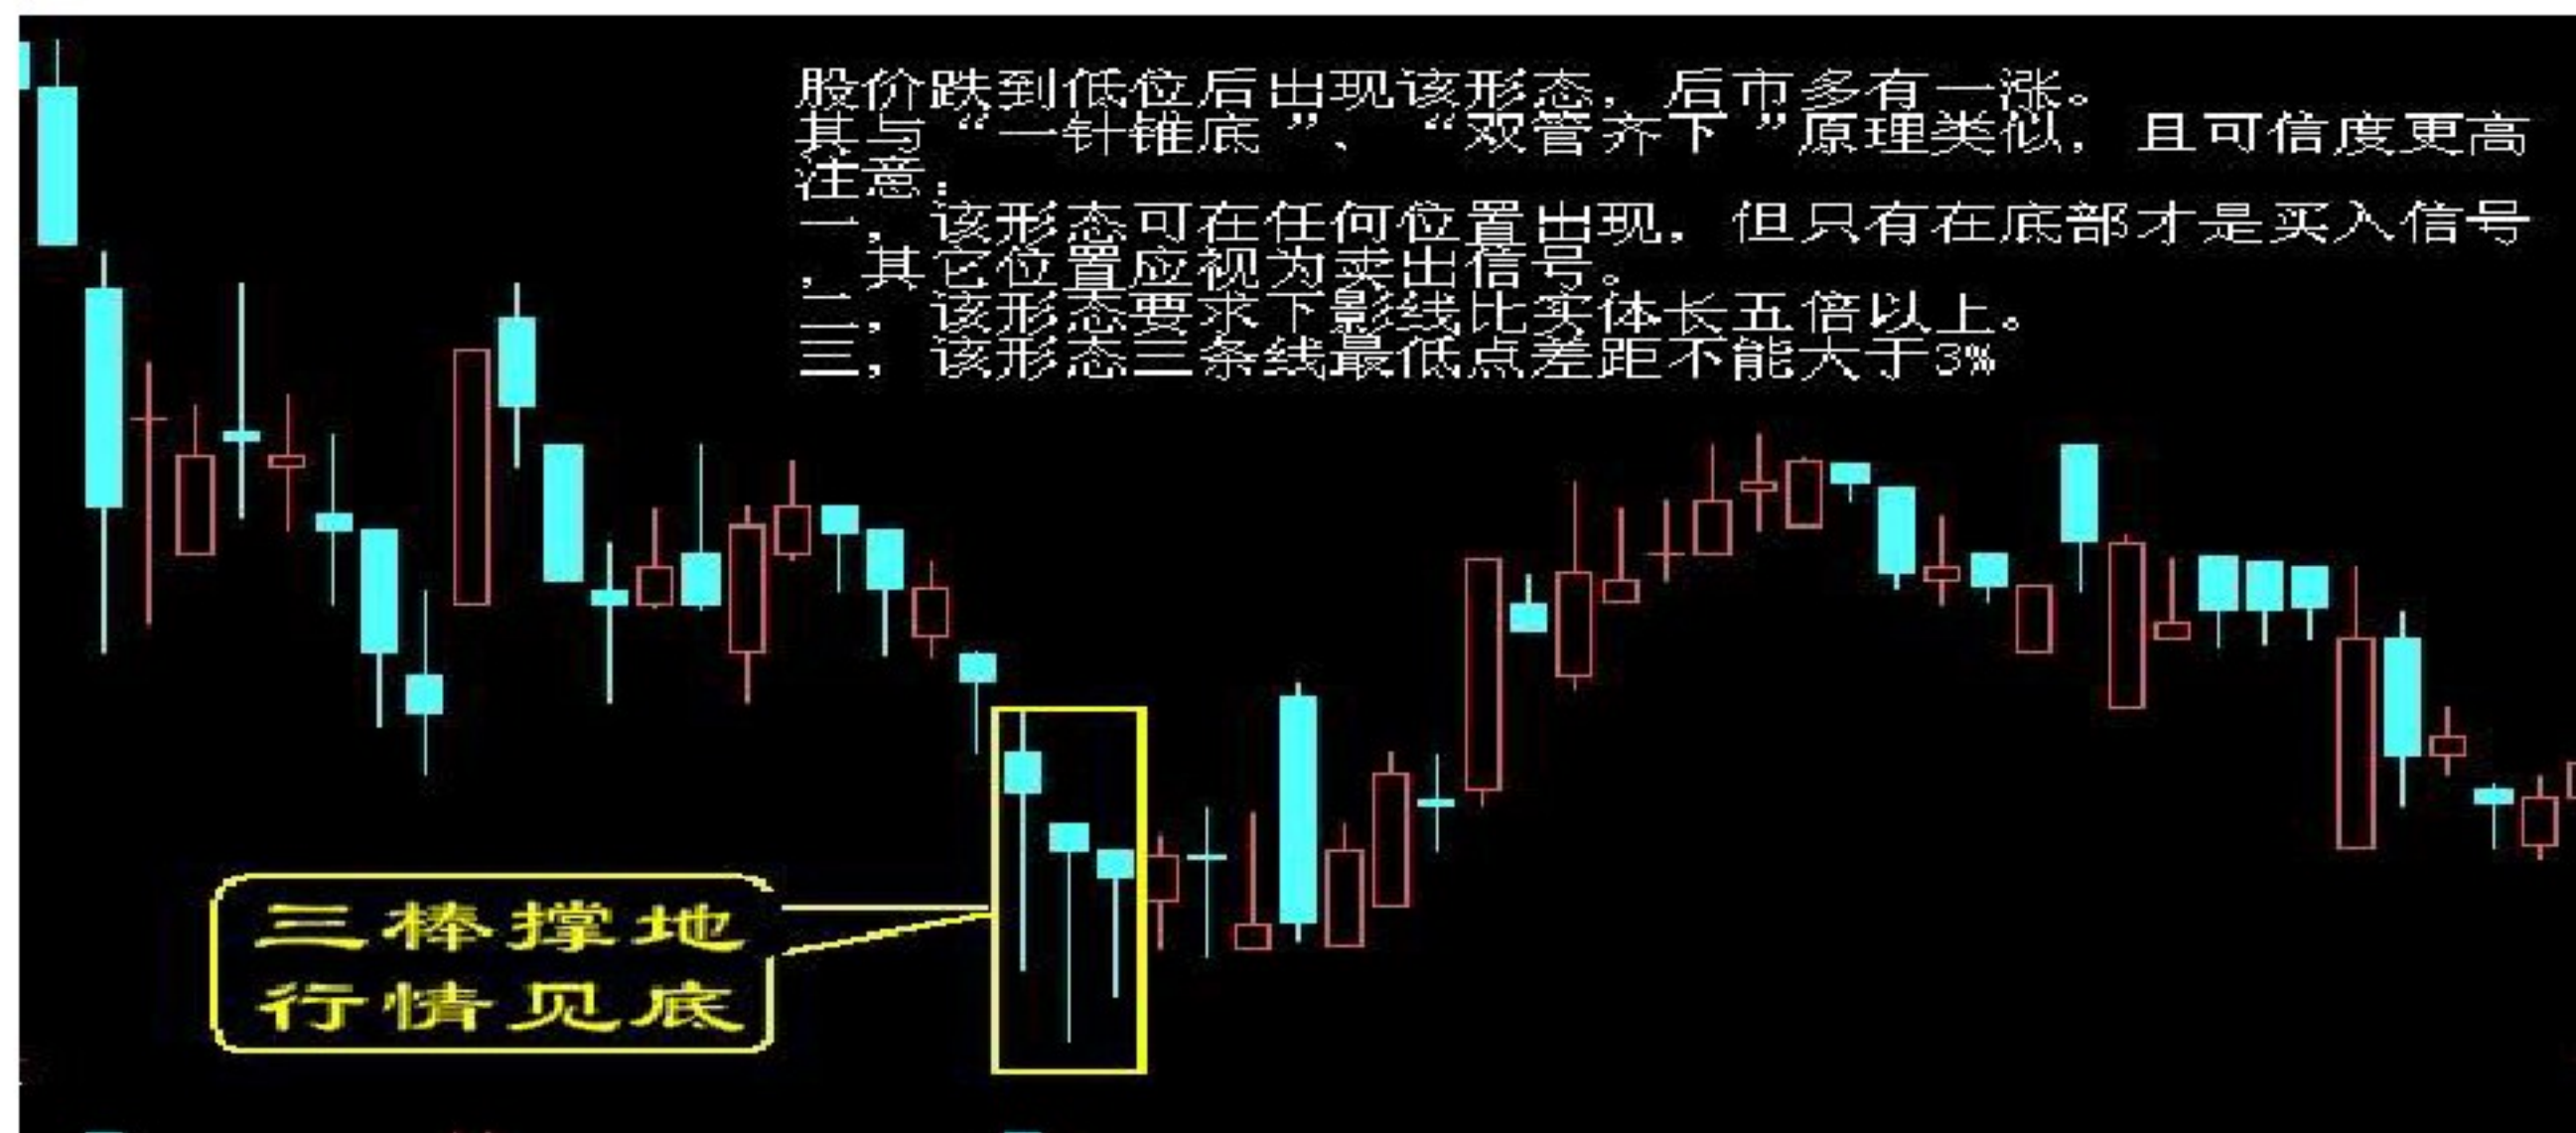 股价跌到低位后出现该形态，后市多有一涨。
其与“一针锥底”、“双管齐下”原理类似，且可信度更高
注意：
一，该形态可在任何位置出现，但只有在底部才是买入信号
，其它位置应视为卖出信号。
二，该形态要求下影线比实体长五倍以上。
三，该形态三条线最低点差距不能大于3%
三棒撑地
行情见底